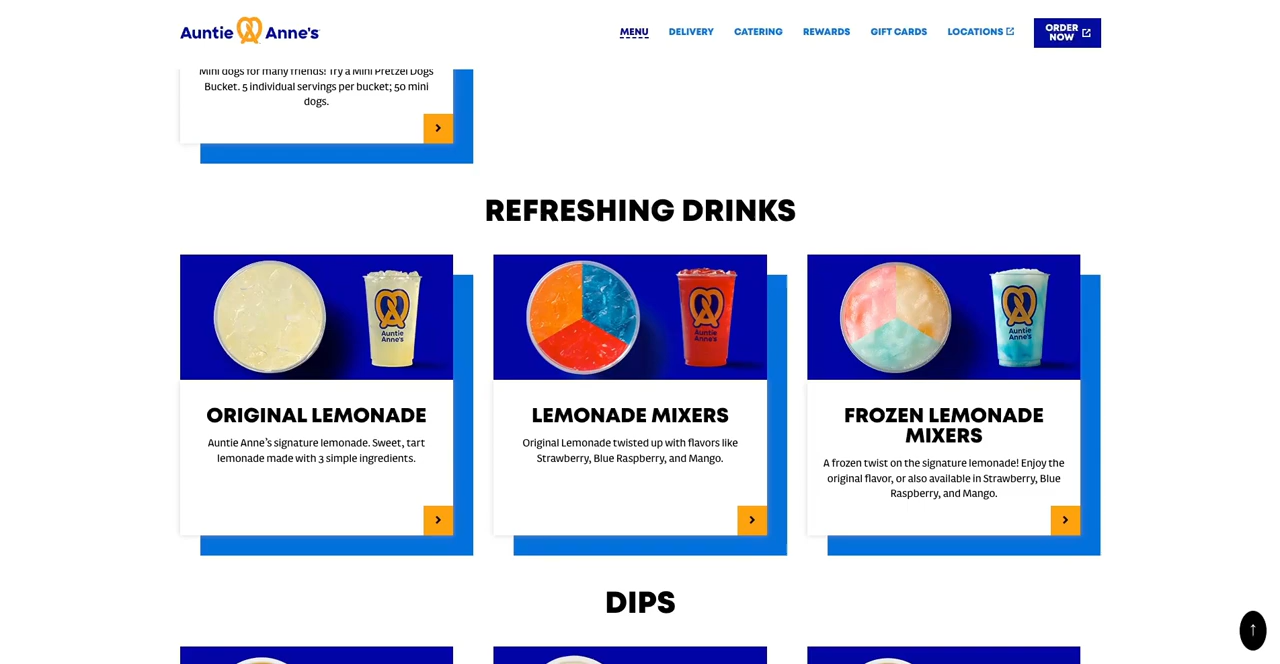 Auntie Anne's
MENU
DELIVERY
CATERING
REWARDS
GIFT CARDS
LOCATIONS
ORDER
NOW
Mini dogs for many friends! Try a Mini Pretzel Dogs
Bucket. 5 individual servings per bucket; 50 mini
dogs.
REFRESHING DRINKS
Auntie
Anne's
Auntie
Anne's
Auntie
Anne's
ORIGINAL LEMONADE
Auntie Anne’s signature lemonade. Sweet, tart
lemonade made with 3 simple ingredients.
LEMONADE MIXERS
Original Lemonade twisted up with flavors like
Strawberry, Blue Raspberry, and Mango.
FROZEN LEMONADE
MIXERS
A frozen twist on the signature lemonade! Enjoy the
original flavor, or also available in Strawberry, Blue
Raspberry, and Mango.
DIPS